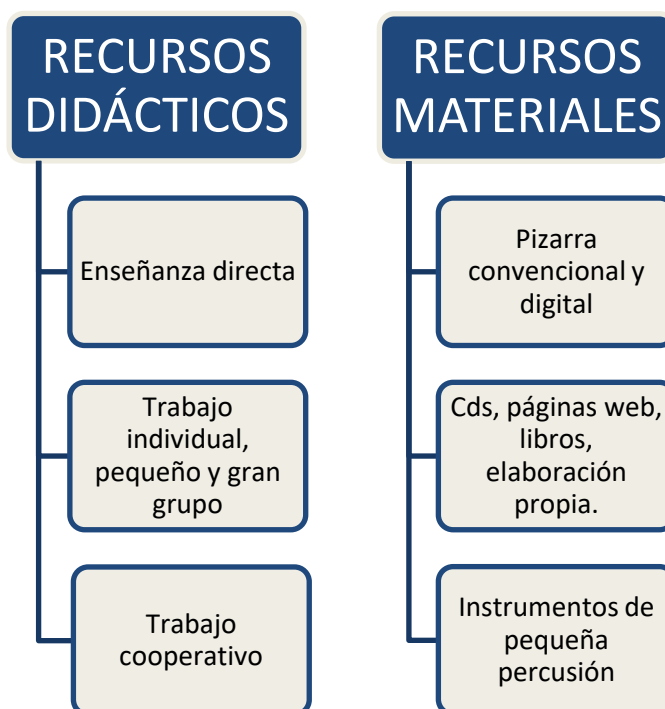 RECURSOS
DIDÁCTICOS
Enseñanza directa
Trabajo
individual,
pequeño y gran
grupo
Trabajo
cooperativo
RECURSOS
MATERIALES
Pizarra
convencional y
digital
Cds, páginas web,
libros,
elaboración
propia.
Instrumentos de
pequeña
percusión